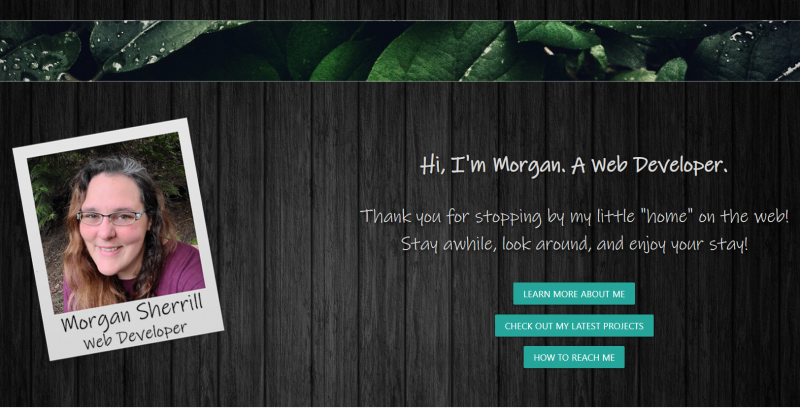 Hi, I'm Morgan. A Web Developer.
Thank you for stopping by my little "home" on the web!
Stay awhile, look around, and enjoy your stay!
Morgan Sherrill
Web Developer
LEARN MORE ABOUT ME
CHECK OUT MY LATEST PROJECTS
HOW TO REACH ME